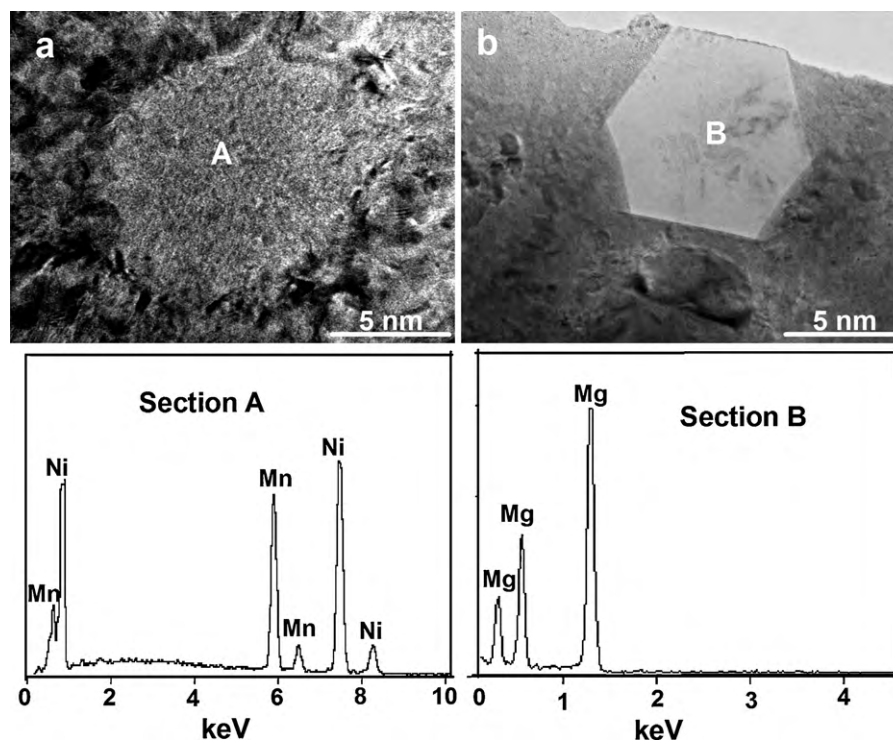 a
A
5 nm
b
B
5 nm
Section A
Mn
Ni
Mn
Mn
Ni
Ni
0 2 4 6 8 10
keV
Section B
Mg
Mg
Mg
0 1 2 3 4
keV